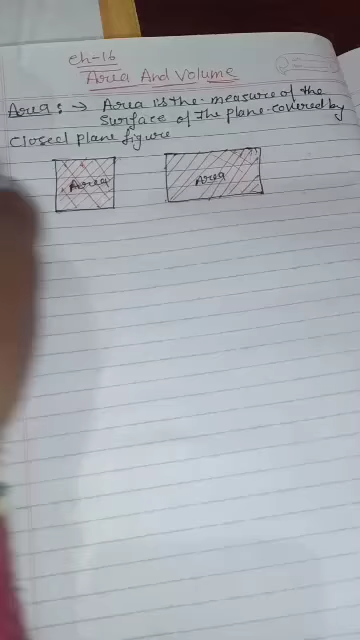 ch-16
Area And Volume
Area : → Area is the measure of the
surface of the plane covered by
closed plane figure
Area
Area